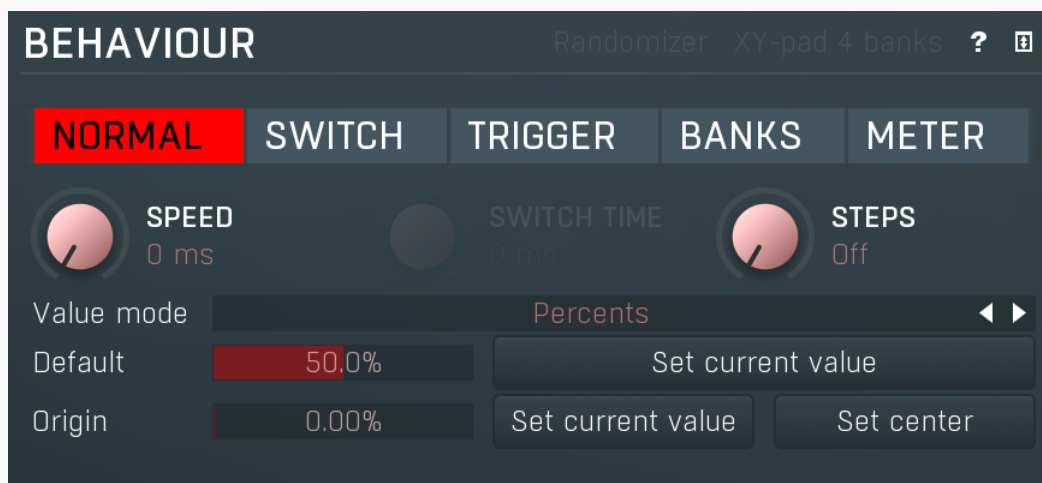 BEHAVIOUR Randomizer XY-pad 4 banks ?
NORMAL SWITCH TRIGGER BANKS METER
SPEED SWITCH TIME STEPS
0 ms 0 ms Off
Value mode Percents
Default 50.0% Set current value
Origin 0.00% Set current value Set center